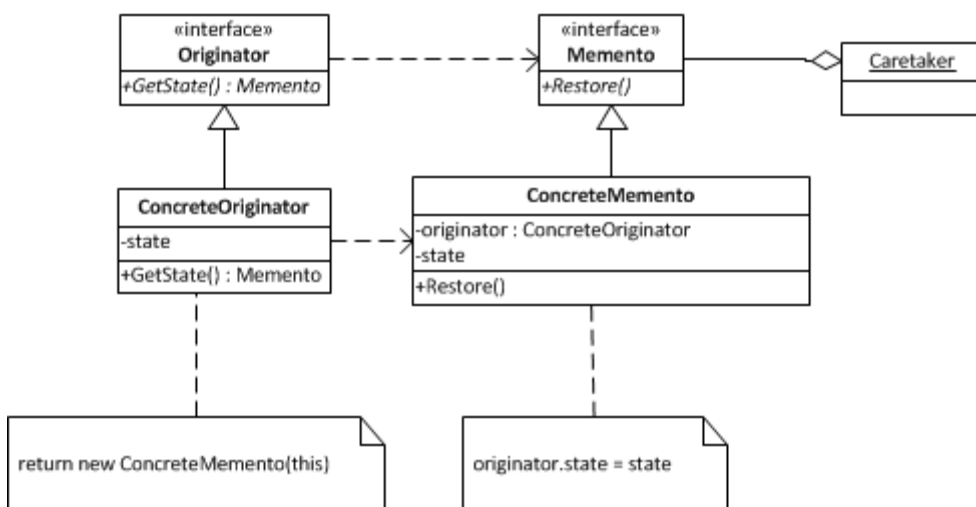 «interface»
Originator
+GetState() : Memento
«interface»
Memento
+Restore()
Caretaker
ConcreteOriginator
-state
+GetState() : Memento
ConcreteMemento
-originator : ConcreteOriginator
-state
+Restore()
return new ConcreteMemento(this)
originator.state = state